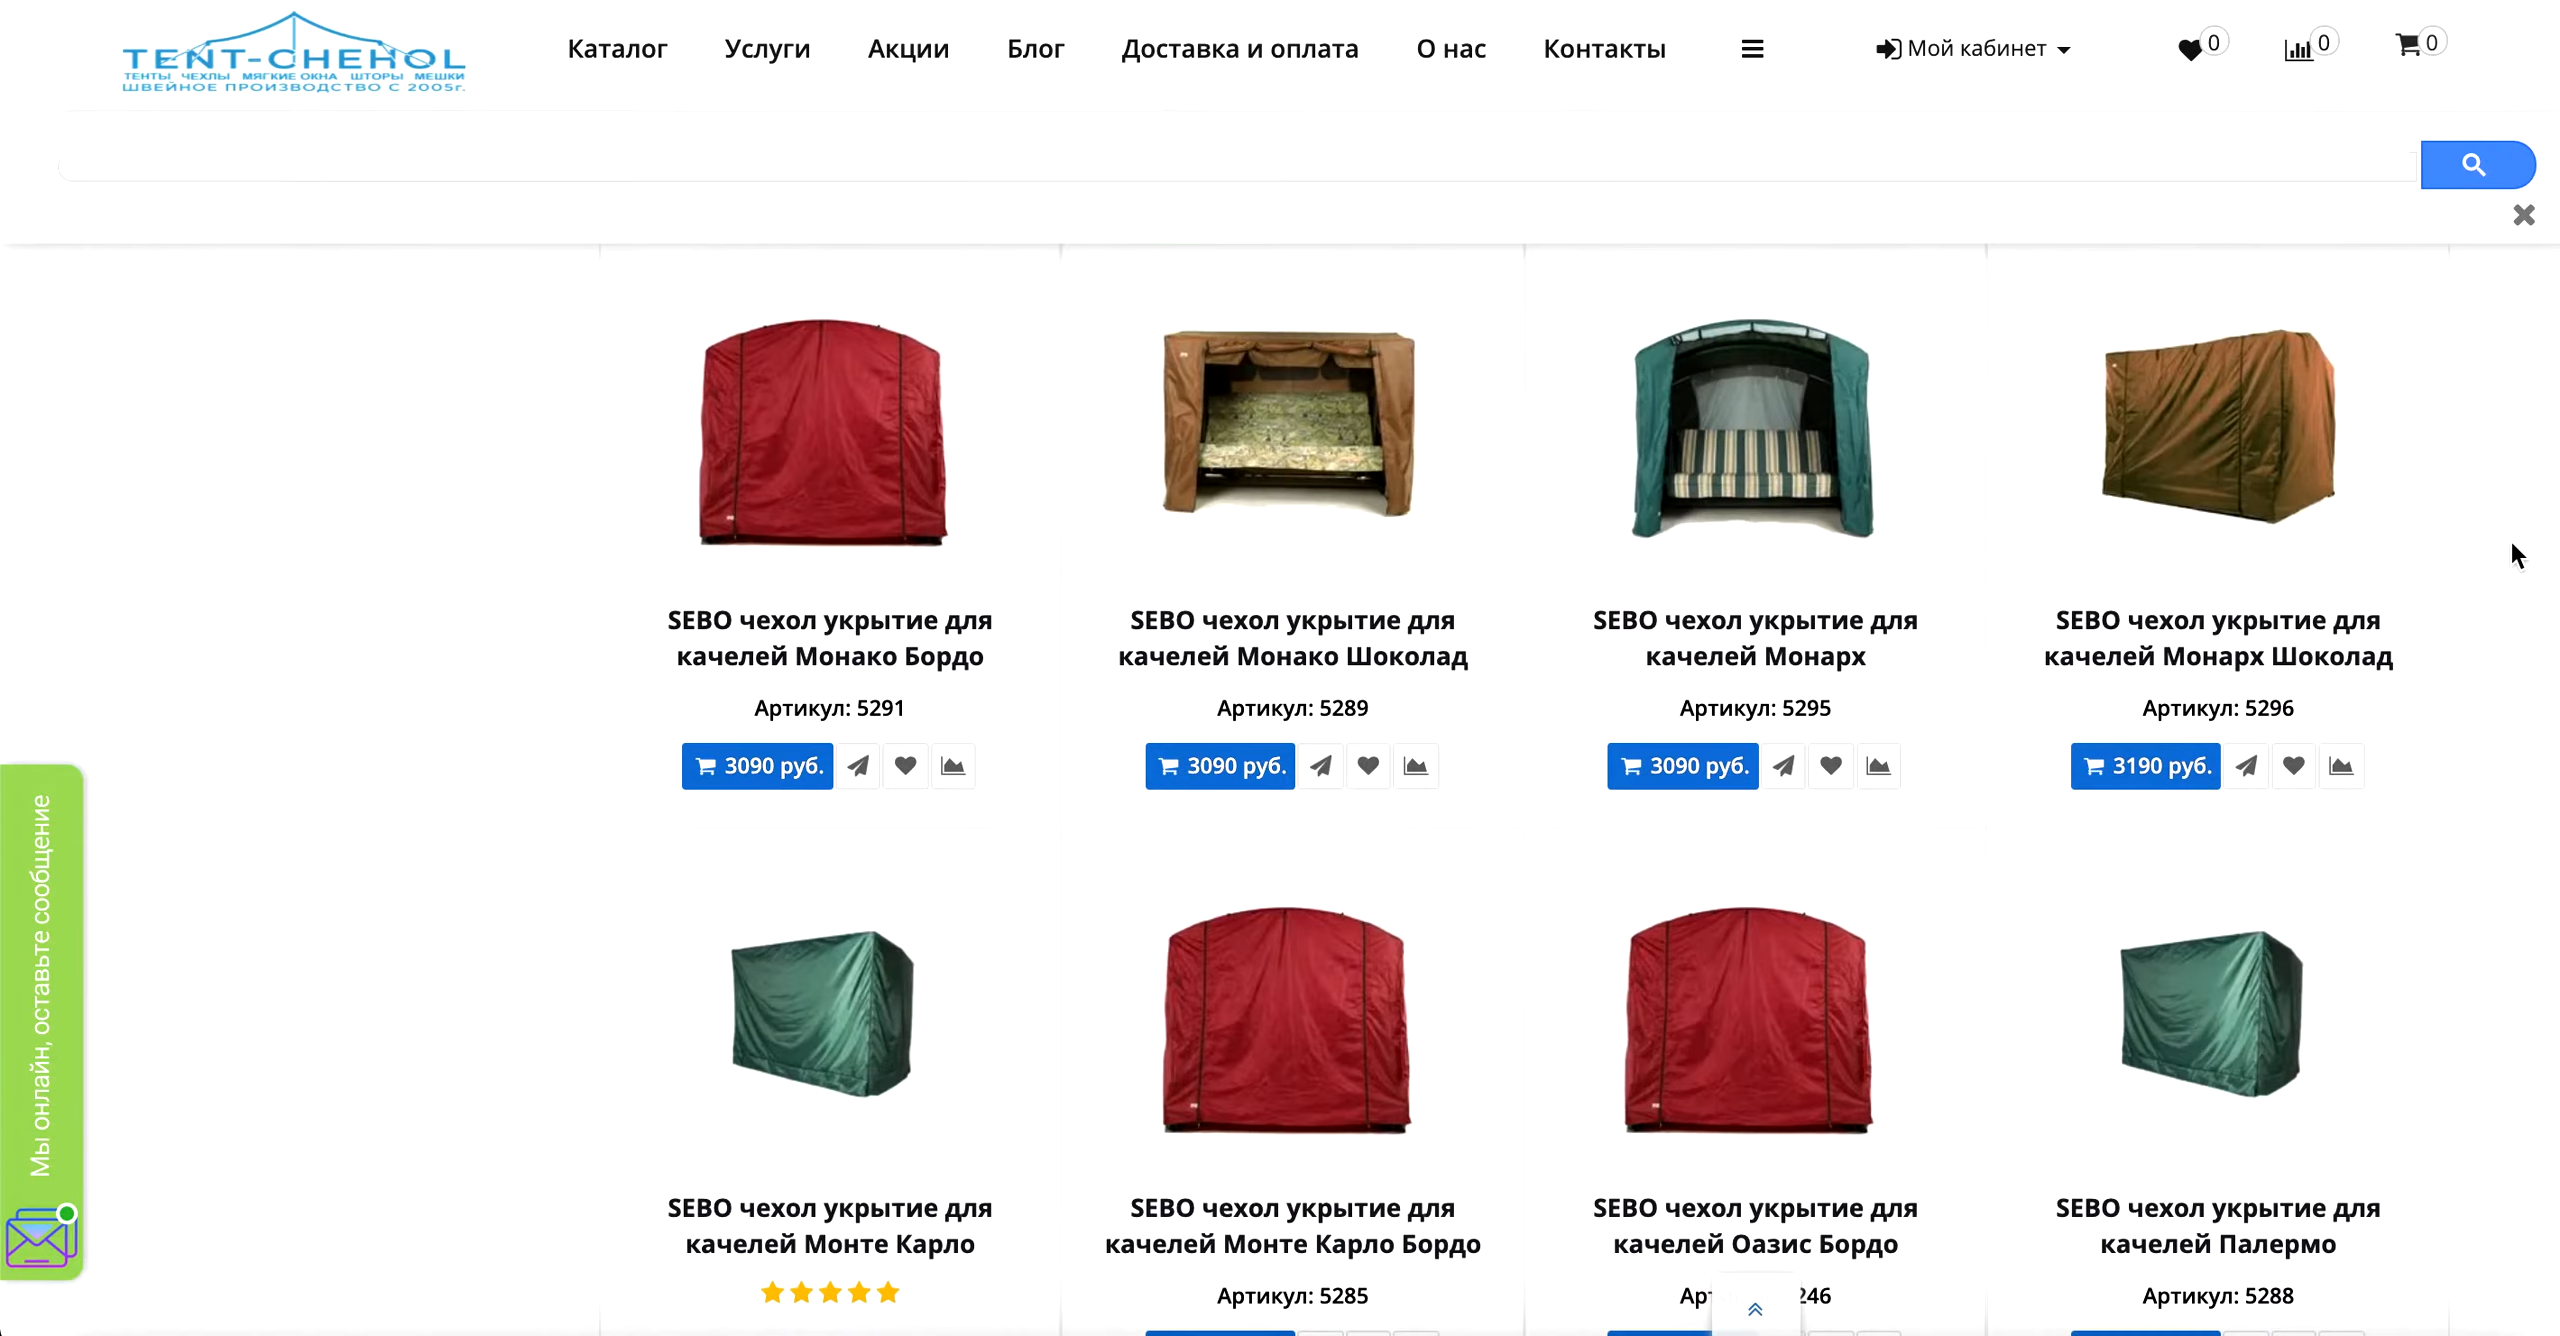 TENT-CHEHOL
ТЕНТЫ ЧЕХЛЫ МЯГКИЕ ОКНА ШТОРЫ МЕШКИ
ШВЕЙНОЕ ПРОИЗВОДСТВО С 2005г.
Каталог Услуги Акции Блог Доставка и оплата О нас Контакты Мой кабинет 0 0 0
SEBO чехол укрытие для
качелей Монако Бордо
Артикул: 5291
3090 руб.
SEBO чехол укрытие для
качелей Монако Шоколад
Артикул: 5289
3090 руб.
SEBO чехол укрытие для
качелей Монарх
Артикул: 5295
3090 руб.
SEBO чехол укрытие для
качелей Монарх Шоколад
Артикул: 5296
3190 руб.
Мы онлайн, оставьте сообщение
SEBO чехол укрытие для
качелей Монте Карло
SEBO чехол укрытие для
качелей Монте Карло Бордо
Артикул: 5285
SEBO чехол укрытие для
качелей Оазис Бордо
Ар 246
SEBO чехол укрытие для
качелей Палермо
Артикул: 5288